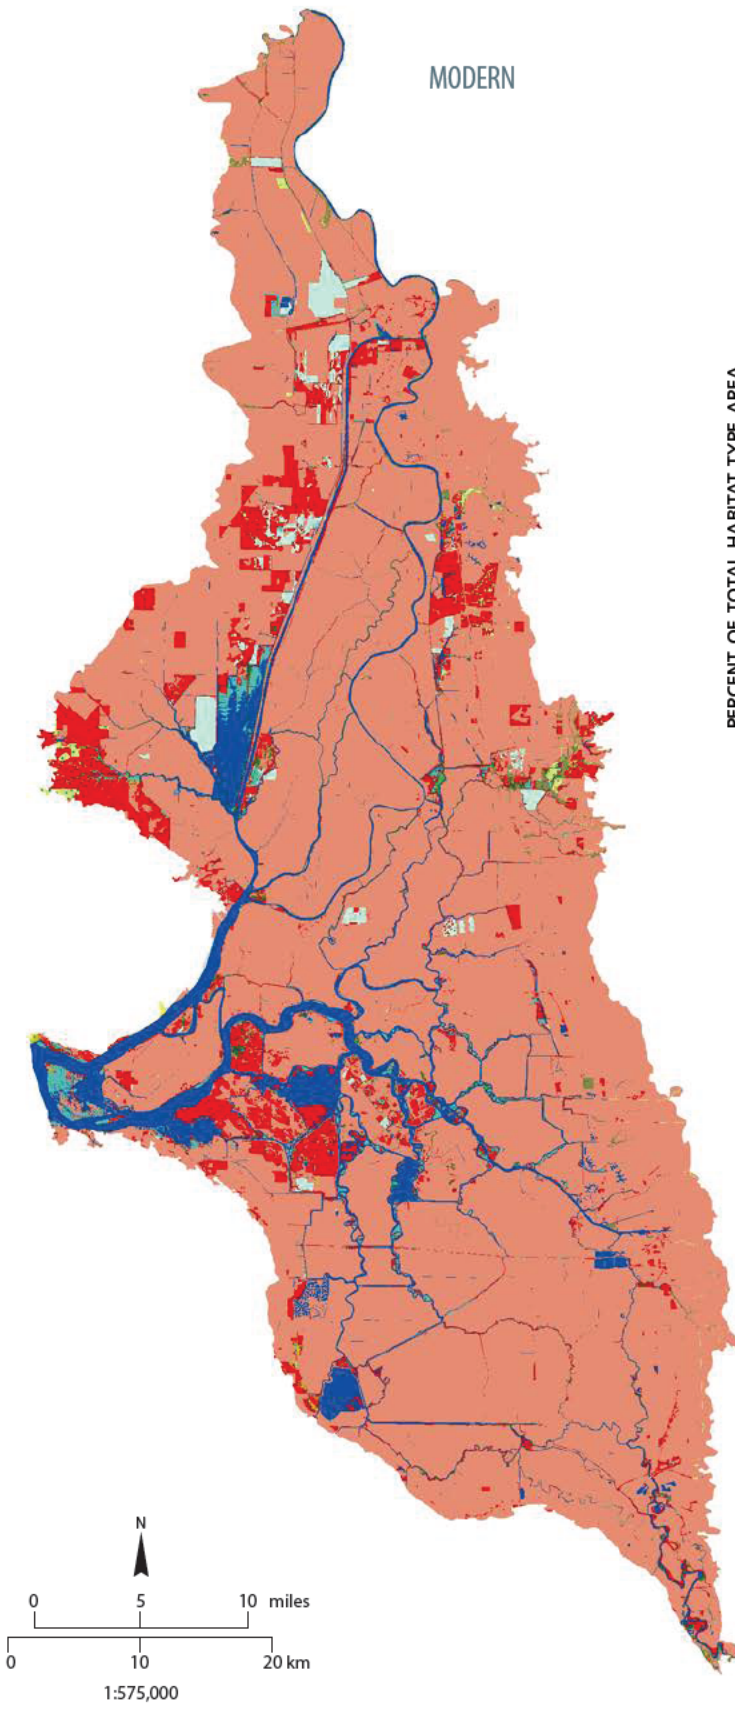 MODERN
PERCENT OF TOTAL HABITAT TYPE AREA
N
0 5 10 miles
0 10 20 km
1:575,000